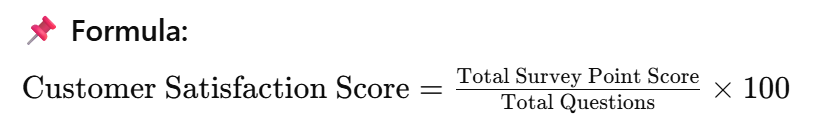 📌 Formula:
Customer Satisfaction Score = Total Survey Point Score / Total Questions × 100